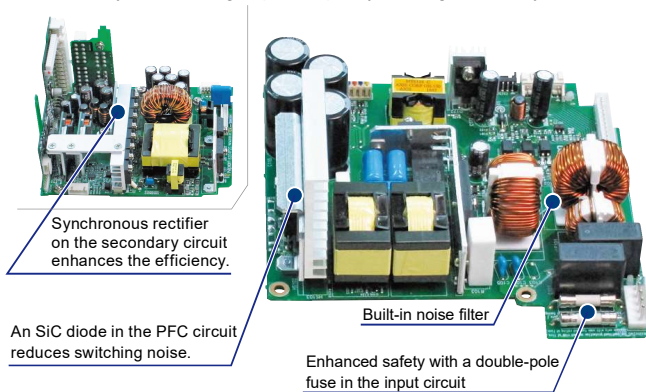 Synchronous rectifier
on the secondary circuit
enhances the efficiency.
An SiC diode in the PFC circuit
reduces switching noise.
Built-in noise filter
Enhanced safety with a double-pole
fuse in the input circuit